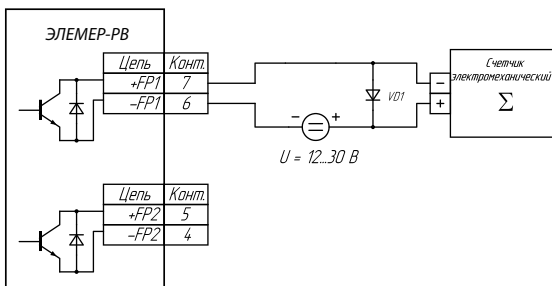 ЭЛЕМЕР-РВ
Цепь Конт.
+FP1 7
−FP1 6
− +
U = 12...30 В
VD1
−
+
Счетчик
электромеханический
Σ
Цепь Конт.
+FP2 5
−FP2 4